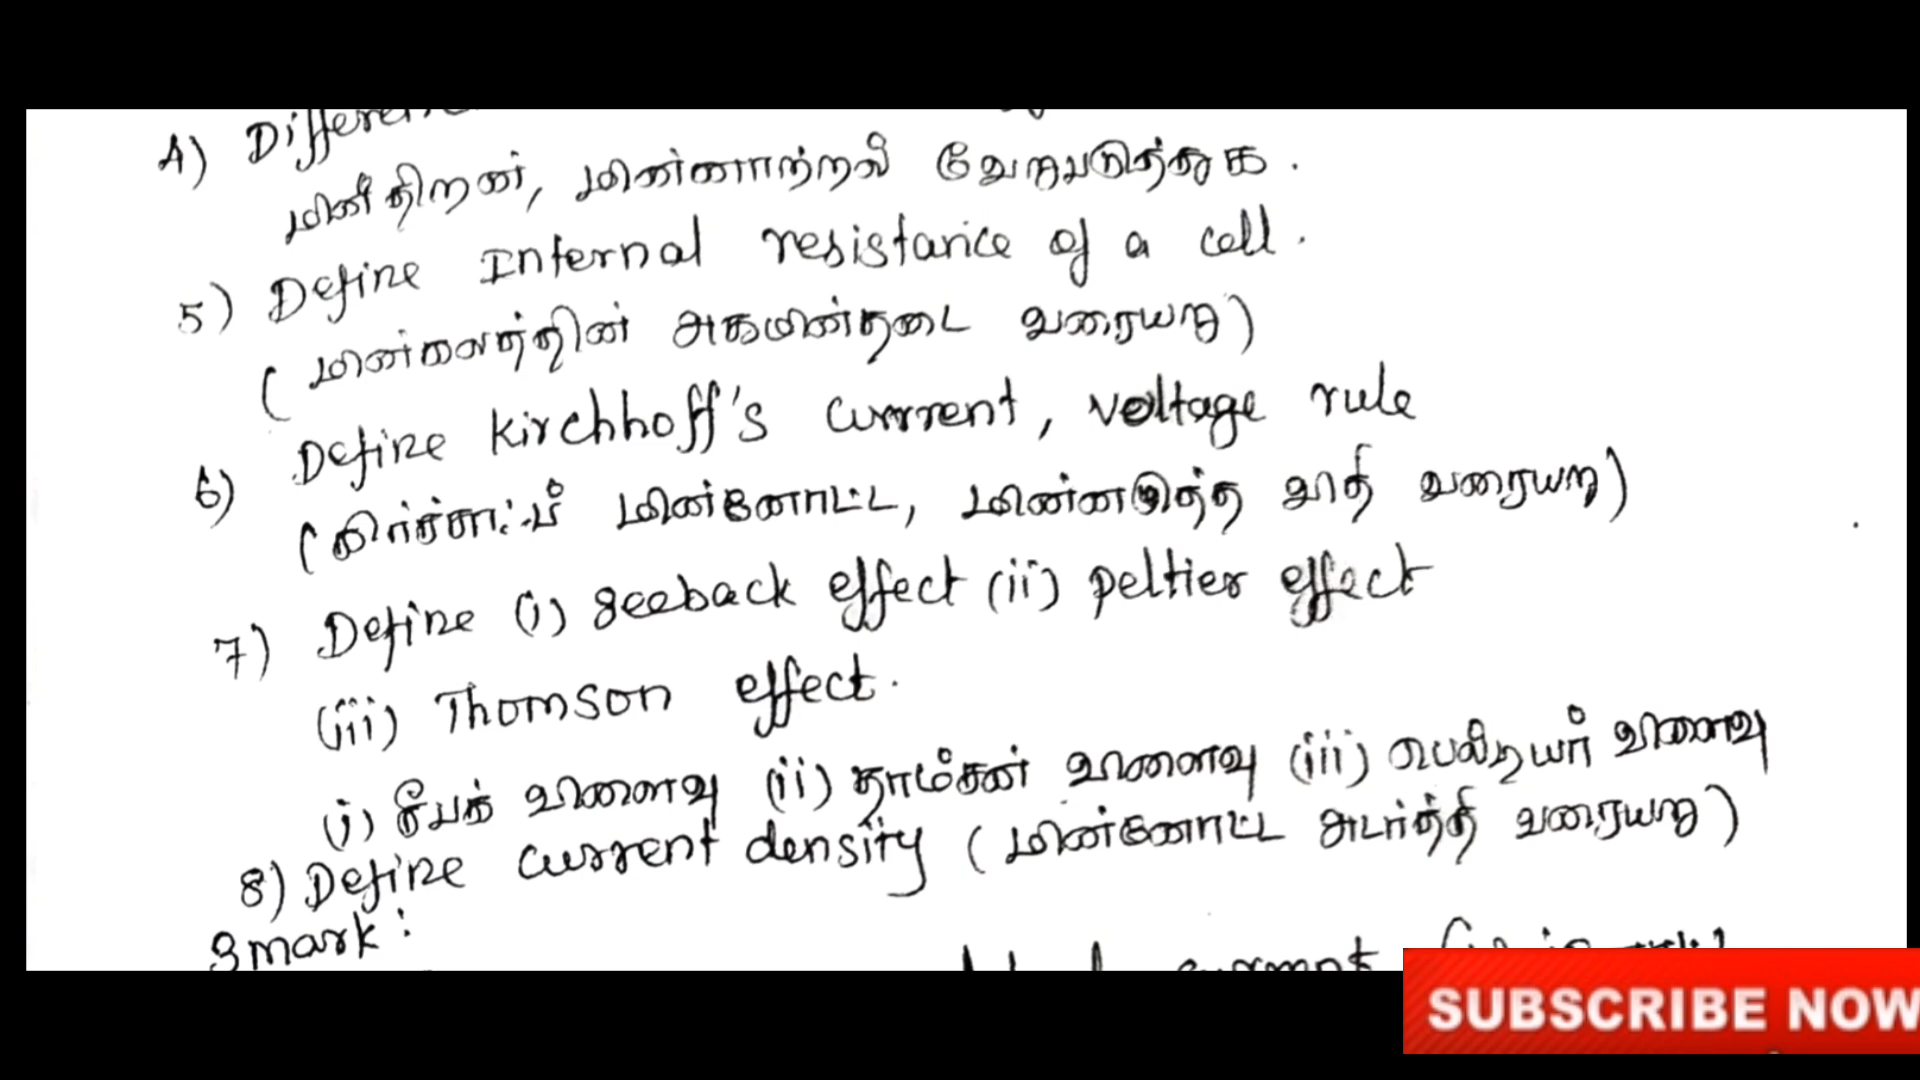 4)
மின்திறன், மின்னாற்றல் வேறுபடுத்துக.
5) Define Internal resistance of a cell.
(மின்கலத்தின் அகமின்தடை வரையறு)
6) Define Kirchhoff's current, voltage rule
(கிர்க்காஃப் மின்னோட்ட, மின்னழுத்த விதி வரையறு)
7) Define (i) seeback effect (ii) peltier effect
(iii) Thomson effect.
(i) சீபக் விளைவு (ii) தாம்சன் விளைவு (iii) பெல்டியர் விளைவு
8) Define current density (மின்னோட்ட அடர்த்தி வரையறு)
3 mark:
current
SUBSCRIBE NOW